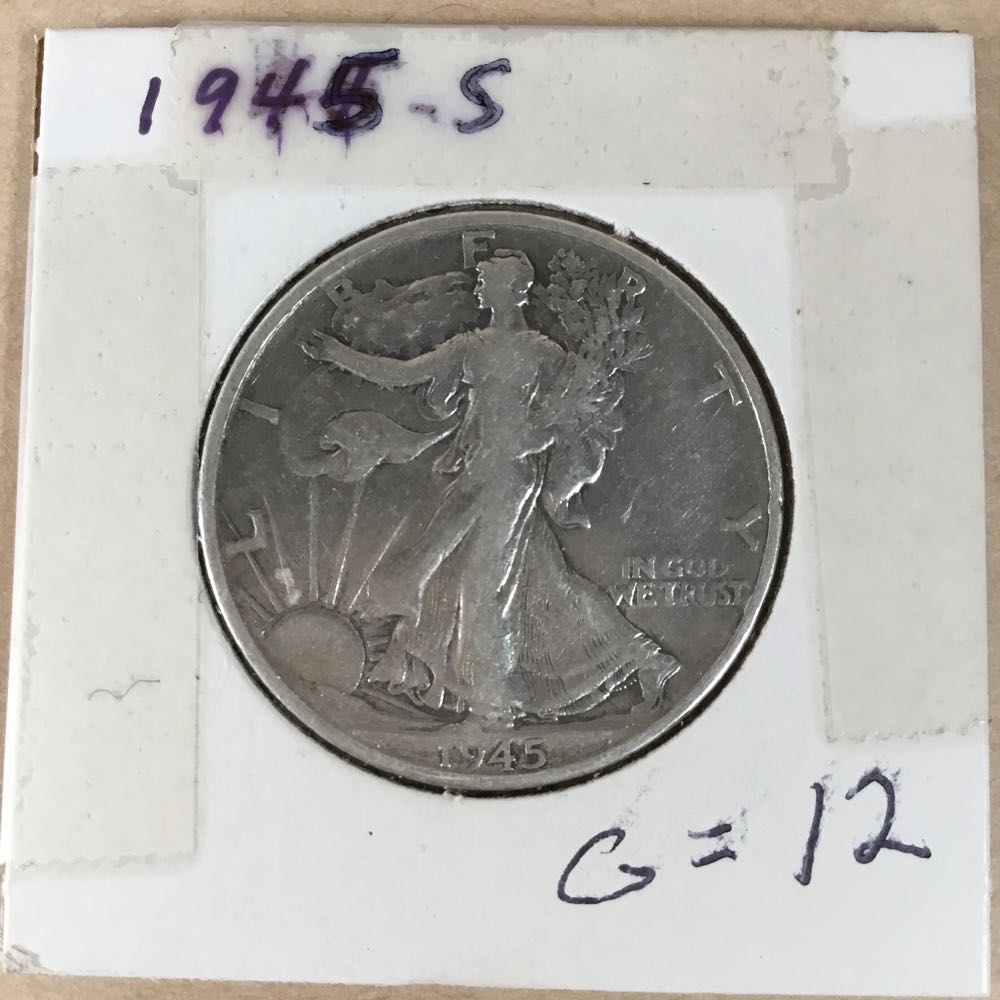 1945-S
LIBERTY
IN GOD
WE TRUST
1945
G=12